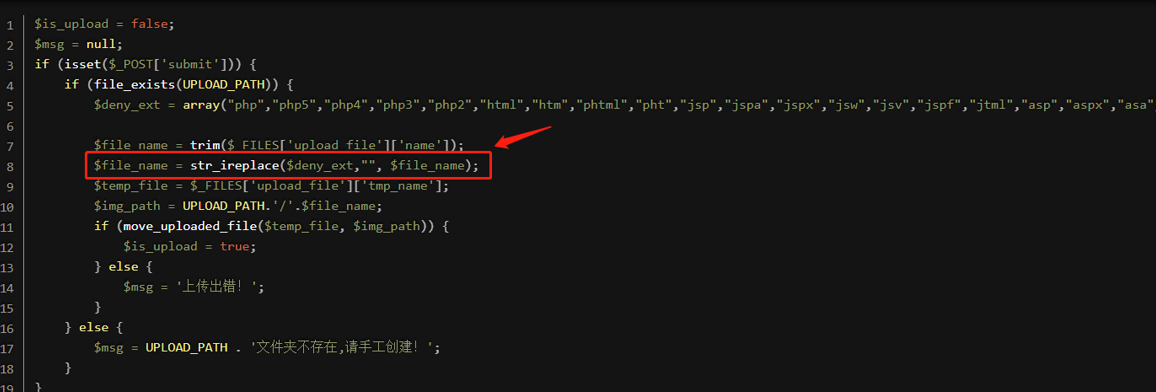 1 $is_upload = false;
2 $msg = null;
3 if (isset($_POST['submit'])) {
4 if (file_exists(UPLOAD_PATH)) {
5 $deny_ext = array("php","php5","php4","php3","php2","html","htm","phtml","pht","jsp","jspa","jspx","jsw","jsv","jspf","jtml","asp","aspx","asa"
6
7 $file_name = trim($_FILES['upload_file']['name']);
8 $file_name = str_ireplace($deny_ext,"", $file_name);
9 $temp_file = $_FILES['upload_file']['tmp_name'];
10 $img_path = UPLOAD_PATH.'/'.$file_name;
11 if (move_uploaded_file($temp_file, $img_path)) {
12 $is_upload = true;
13 } else {
14 $msg = '上传出错！';
15 }
16 } else {
17 $msg = UPLOAD_PATH . '文件夹不存在,请手工创建！';
18 }
19 }